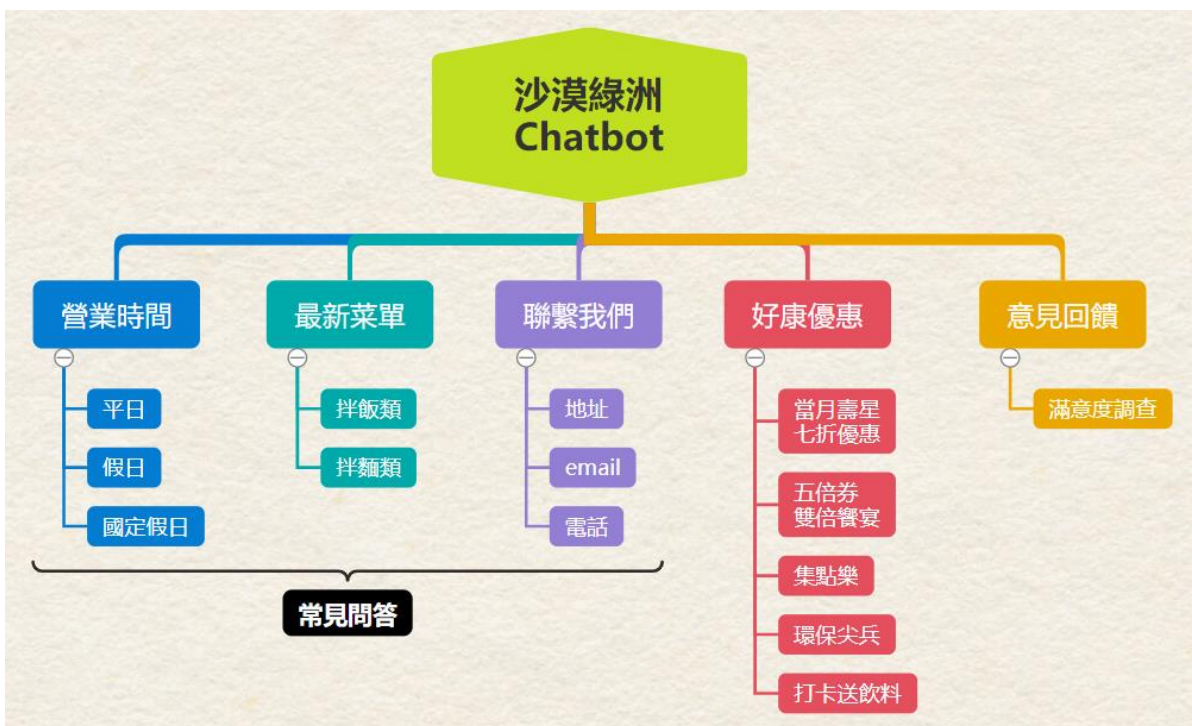 沙漠綠洲
Chatbot
營業時間
平日
假日
國定假日
最新菜單
拌飯類
拌麵類
聯繫我們
地址
email
電話
常見問答
好康優惠
當月壽星
七折優惠
五倍券
雙倍饗宴
集點樂
環保尖兵
打卡送飲料
意見回饋
滿意度調查